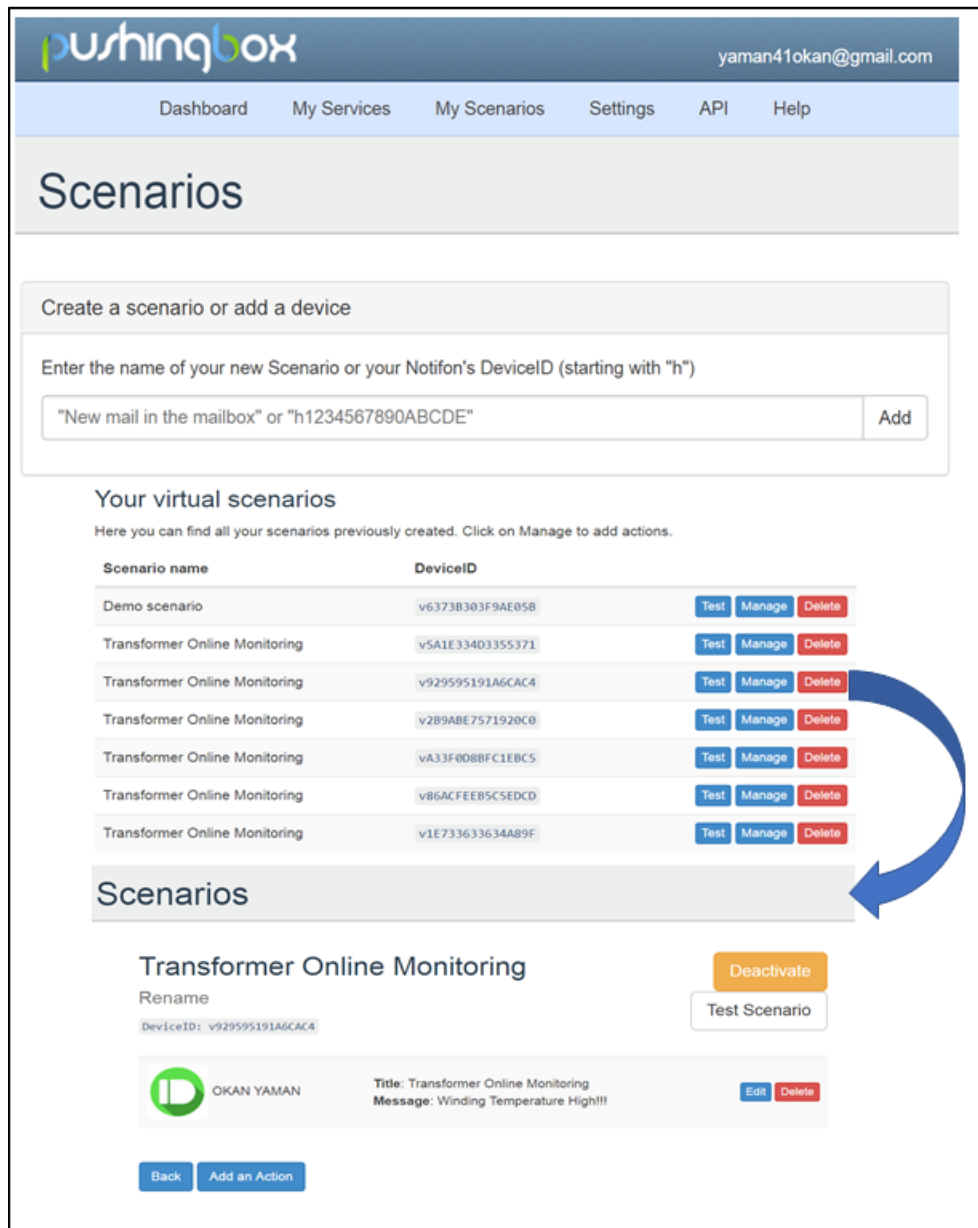 pushingbox
yaman41okan@gmail.com
Dashboard My Services My Scenarios Settings API Help
Scenarios
Create a scenario or add a device
Enter the name of your new Scenario or your Notifon's DeviceID (starting with "h")
"New mail in the mailbox" or "h1234567890ABCDE" Add
Your virtual scenarios
Here you can find all your scenarios previously created. Click on Manage to add actions.
Scenario name DeviceID
Demo scenario v6373B303F9AE05B Test Manage Delete
Transformer Online Monitoring v5A1E334D3355371 Test Manage Delete
Transformer Online Monitoring v929595191A6CAC4 Test Manage Delete
Transformer Online Monitoring v2B9ABE7571920C0 Test Manage Delete
Transformer Online Monitoring vA33F0D8BFC1EBC5 Test Manage Delete
Transformer Online Monitoring v86ACFEEB5C5EDCD Test Manage Delete
Transformer Online Monitoring v1E733633634A89F Test Manage Delete
Scenarios
Transformer Online Monitoring Deactivate
Rename Test Scenario
DeviceID: v929595191A6CAC4
OKAN YAMAN Title: Transformer Online Monitoring Edit Delete
Message: Winding Temperature High!!!
Back Add an Action